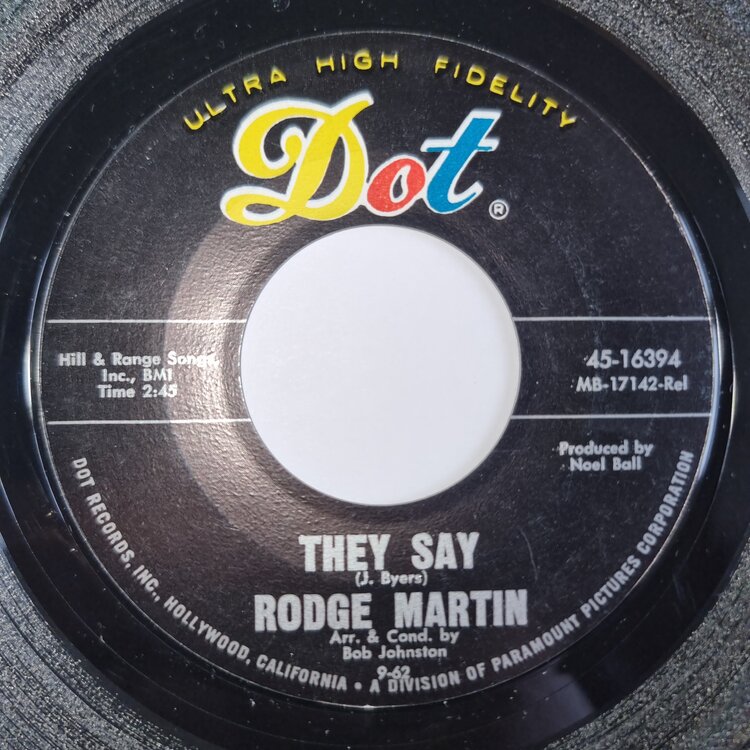 ULTRA HIGH FIDELITY
Dot ®
Hill & Range Songs
Inc., BMI
Time 2:45
45-16394
MB-17142-Rel
Produced by
Noel Ball
THEY SAY
(J. Byers)
RODGE MARTIN
Arr. & Cond. by
Bob Johnston
9-62
DOT RECORDS, INC., HOLLYWOOD, CALIFORNIA • A DIVISION OF PARAMOUNT PICTURES CORPORATION